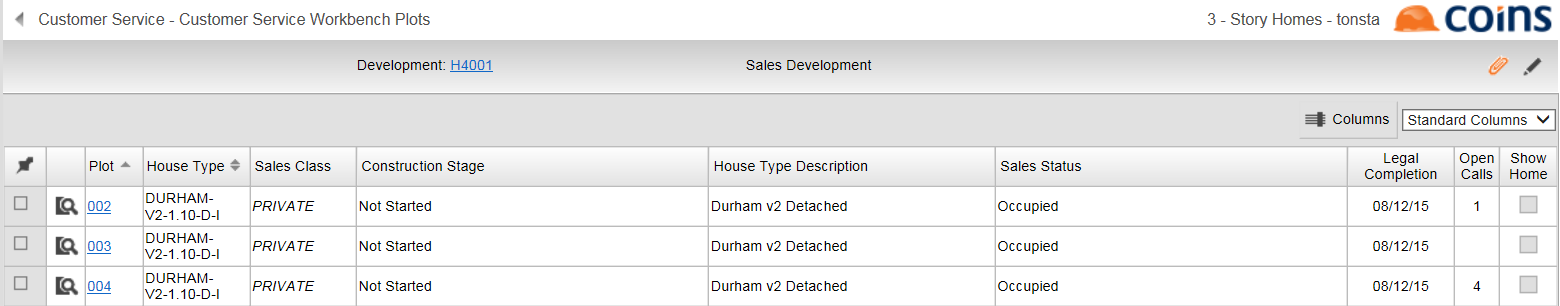 Customer Service - Customer Service Workbench Plots
3 - Story Homes - tonsta
coins
Development: H4001
Sales Development
Columns
Standard Columns
Plot House Type Sales Class Construction Stage House Type Description Sales Status Legal Completion Open Calls Show Home
002 DURHAM-V2-1.10-D-I PRIVATE Not Started Durham v2 Detached Occupied 08/12/15 1
003 DURHAM-V2-1.10-D-I PRIVATE Not Started Durham v2 Detached Occupied 08/12/15
004 DURHAM-V2-1.10-D-I PRIVATE Not Started Durham v2 Detached Occupied 08/12/15 4